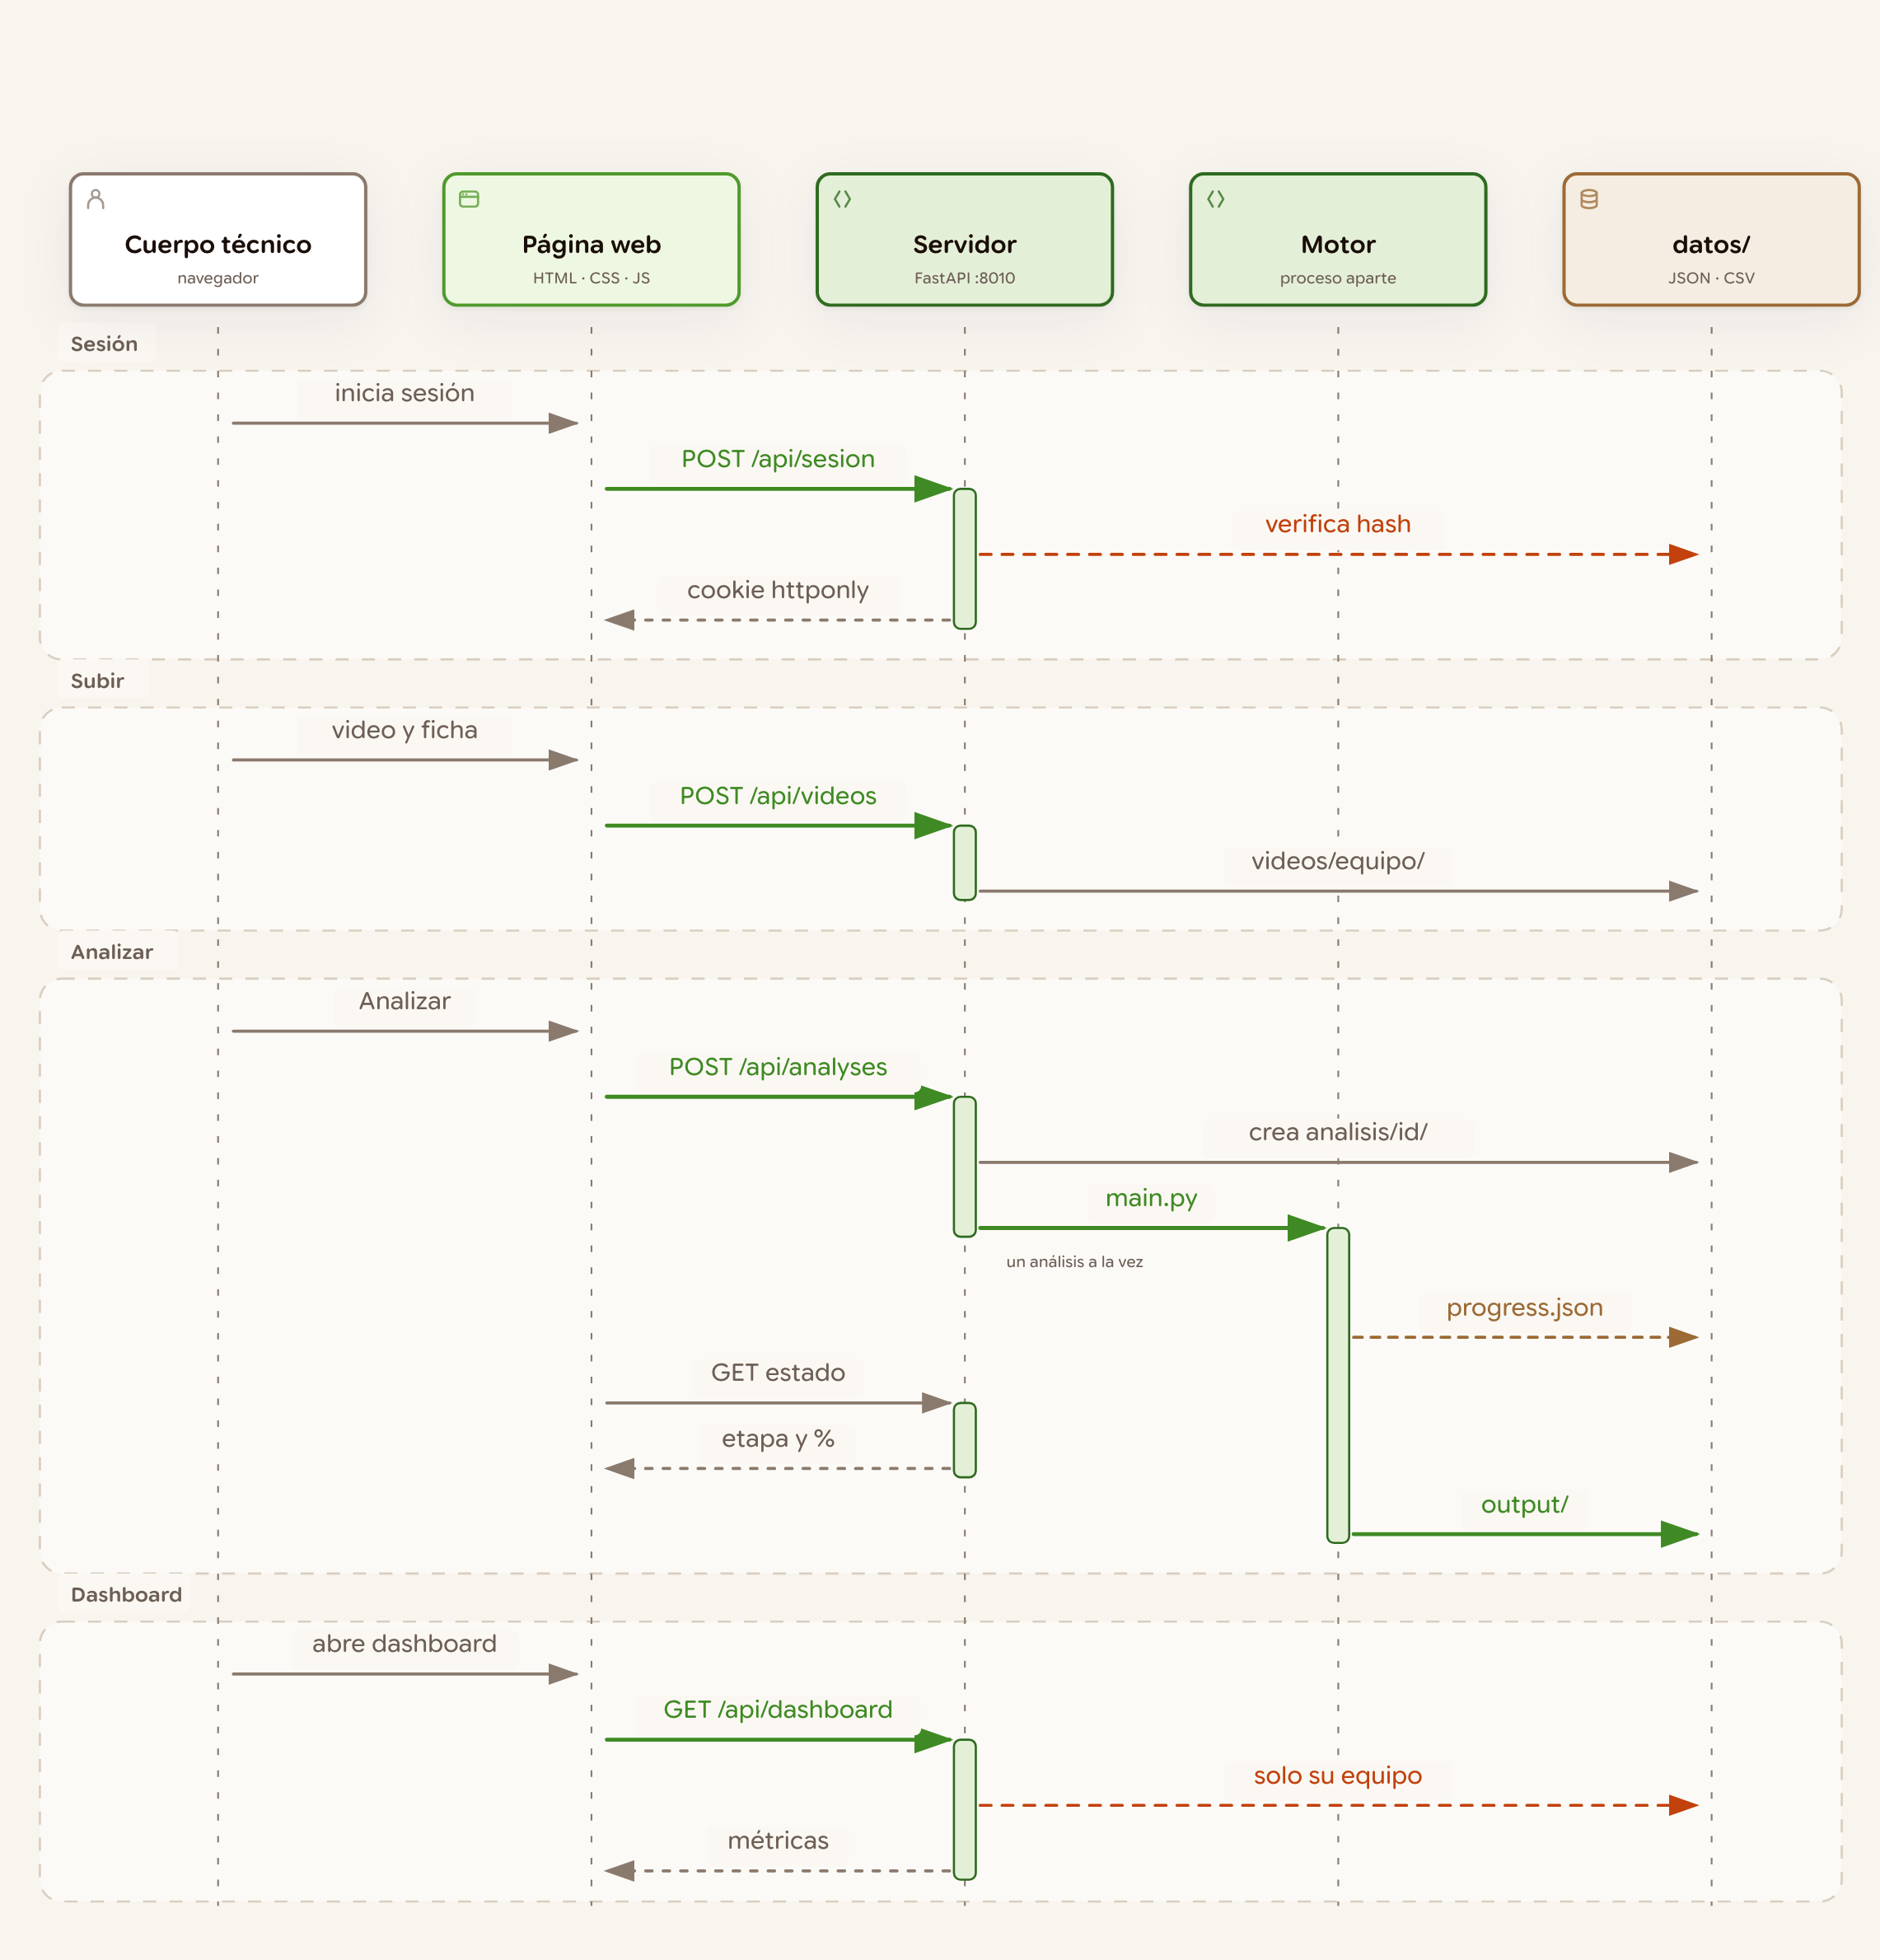 Cuerpo técnico
navegador
Página web
HTML · CSS · JS
Servidor
FastAPI :8010
Motor
proceso aparte
datos/
JSON · CSV
Sesión
inicia sesión
POST /api/sesion
verifica hash
cookie httponly
Subir
video y ficha
POST /api/videos
videos/equipo/
Analizar
Analizar
POST /api/analyses
crea analisis/id/
main.py
un análisis a la vez
progress.json
GET estado
etapa y %
output/
Dashboard
abre dashboard
GET /api/dashboard
solo su equipo
métricas